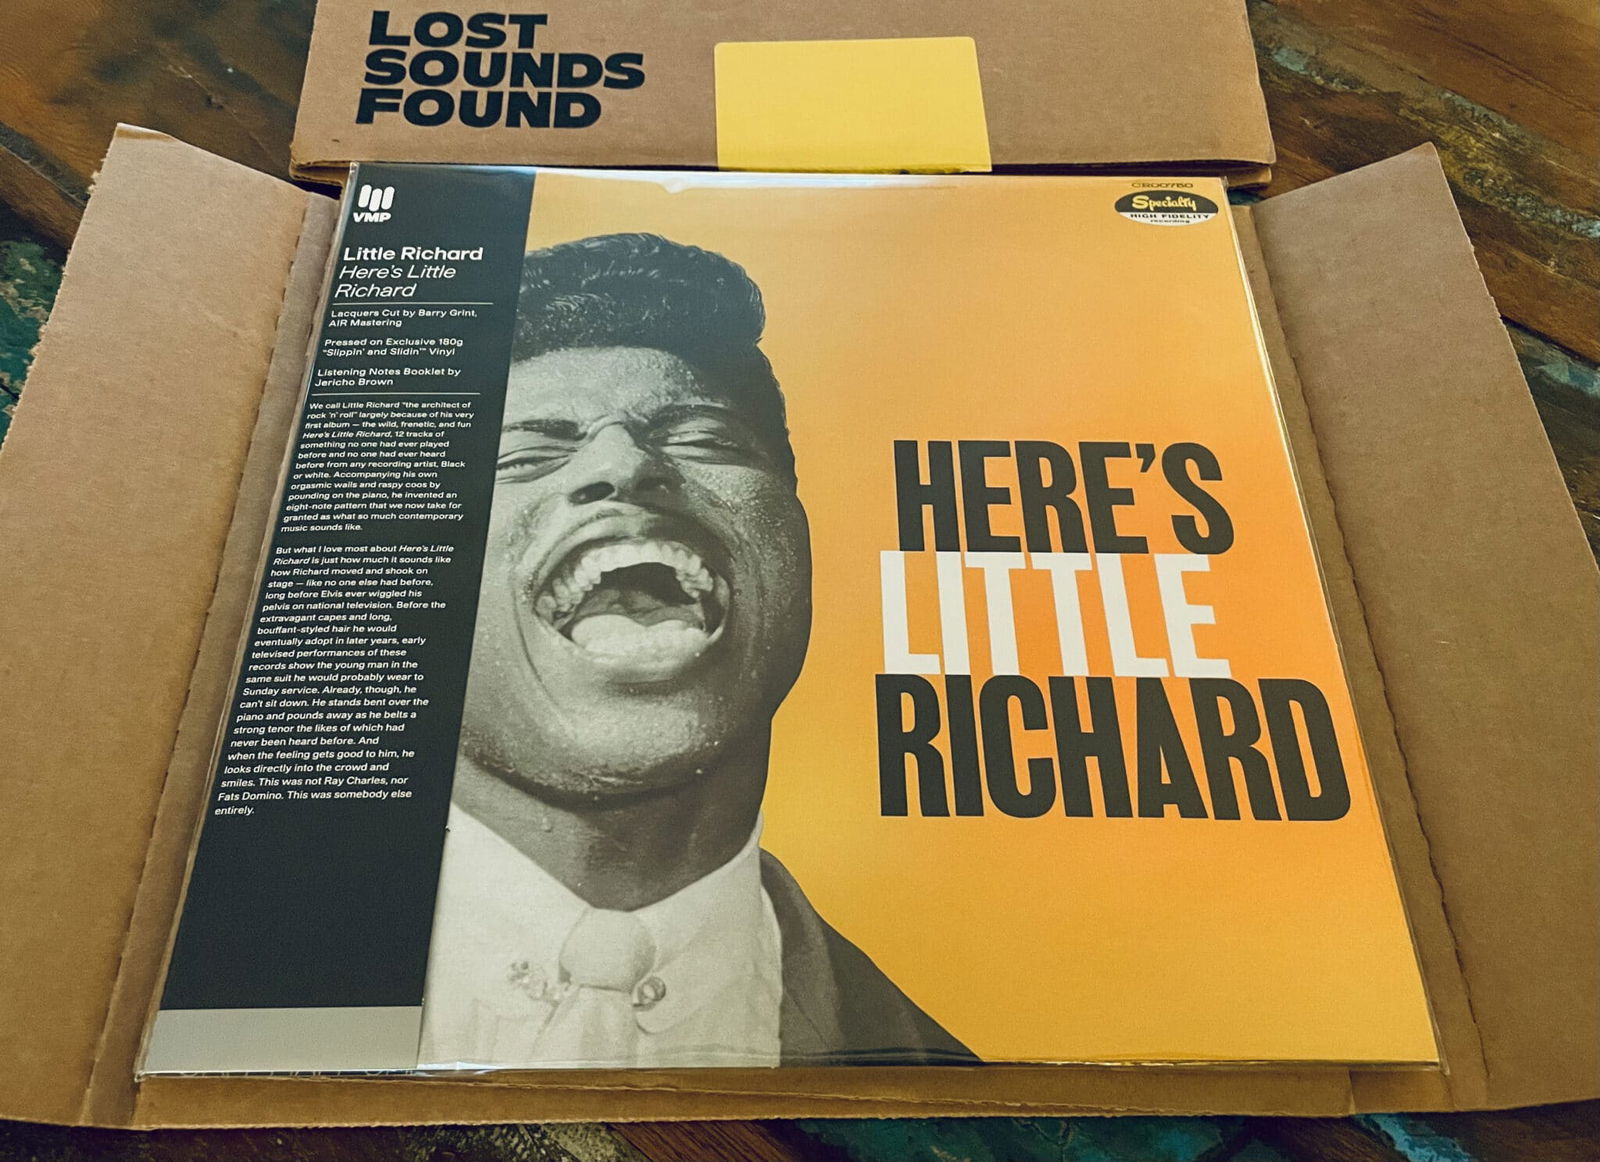 LOST
SOUNDS
FOUND
VMP
Little Richard
Here's Little
Richard
Lacquers Cut by Barry Grint,
AIR Mastering
Pressed on Exclusive 180g
"Slippin' and Slidin'" Vinyl
Listening Notes Booklet by
Jericho Brown
We call Little Richard "the architect of
rock 'n' roll" largely because of his very
first album — the wild, frenetic, and fun
Here's Little Richard, 12 tracks of
something no one had ever played
before and no one had ever heard
before from any recording artist, Black
or white. Accompanying his own
orgasmic wails and raspy coos by
pounding on the piano, he invented an
eight-note pattern that we now take for
granted as what so much contemporary
music sounds like.
But what I love most about Here's Little
Richard is just how much it sounds like
how Richard moved and shook on
stage — like no one else had before,
long before Elvis ever wiggled his
pelvis on national television. Before the
extravagant capes and long,
bouffant-styled hair he would
eventually adopt in later years, early
televised performances of these
records show the young man in the
same suit he would probably wear to
Sunday service. Already, though, he
can't sit down. He stands bent over the
piano and pounds away as he belts a
strong tenor the likes of which had
never been heard before. And
when the feeling gets good to him, he
looks directly into the crowd and
smiles. This was not Ray Charles, nor
Fats Domino. This was somebody else
entirely.
CR00750
Specialty
HIGH FIDELITY
recording
HERE'S
LITTLE
RICHARD